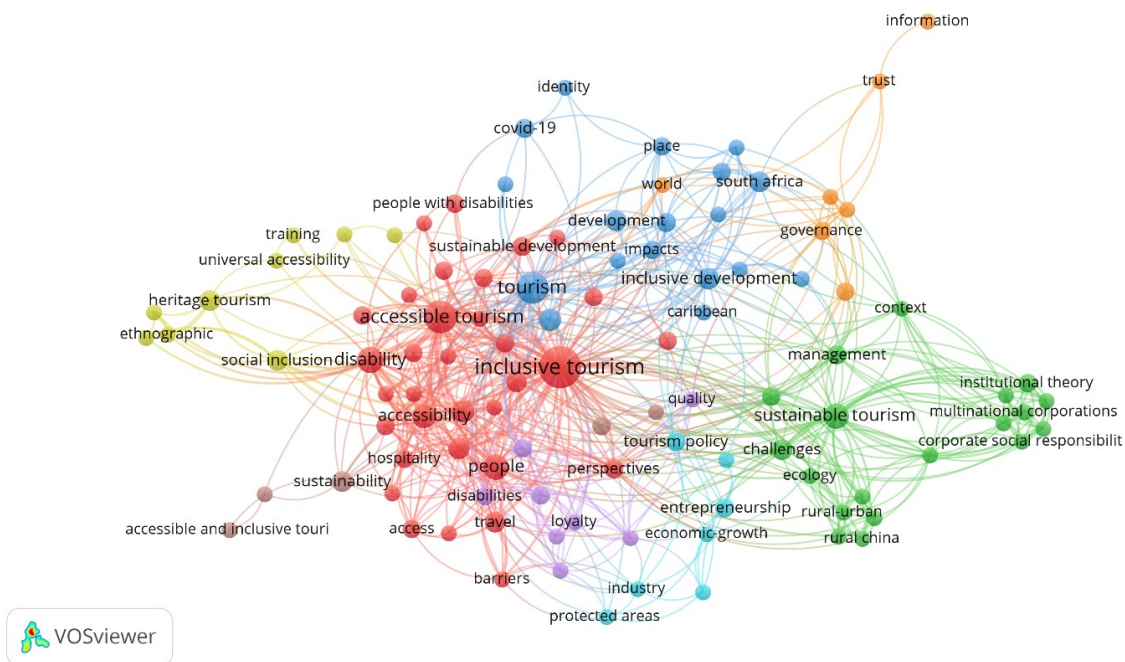 information
trust
identity
covid-19
place
world
south africa
people with disabilities
development
governance
training
sustainable development
impacts
universal accessibility
inclusive development
tourism
heritage tourism
context
caribbean
accessible tourism
ethnographic
management
social inclusion
disability
inclusive tourism
institutional theory
quality
multinational corporations
accessibility
sustainable tourism
corporate social responsibilit
tourism policy
challenges
hospitality
people
perspectives
ecology
sustainability
disabilities
entrepreneurship
rural-urban
accessible and inclusive touri
access
travel
loyalty
economic-growth
rural china
barriers
industry
protected areas
VOSviewer